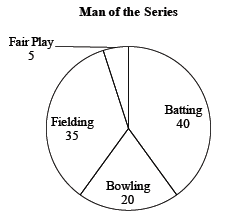 Man of the Series
Fair Play
5
Batting
40
Fielding
35
Bowling
20